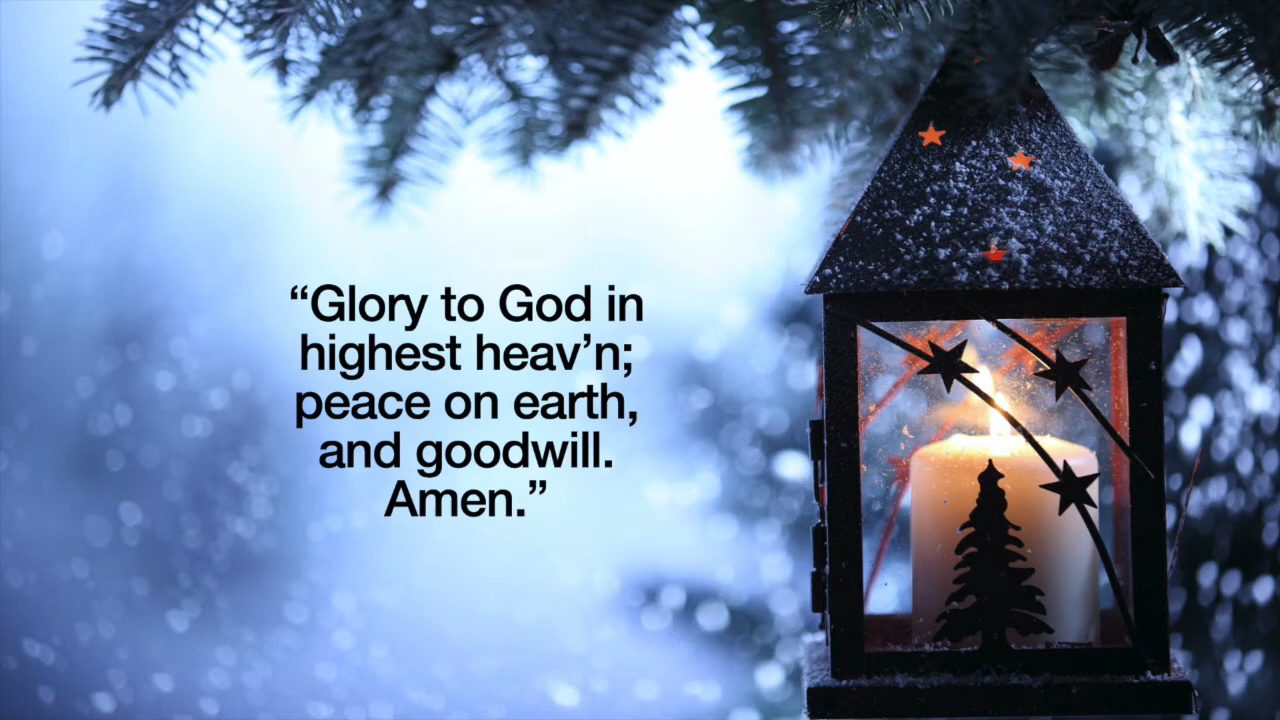 “Glory to God in
highest heav’n;
peace on earth,
and goodwill.
Amen.”